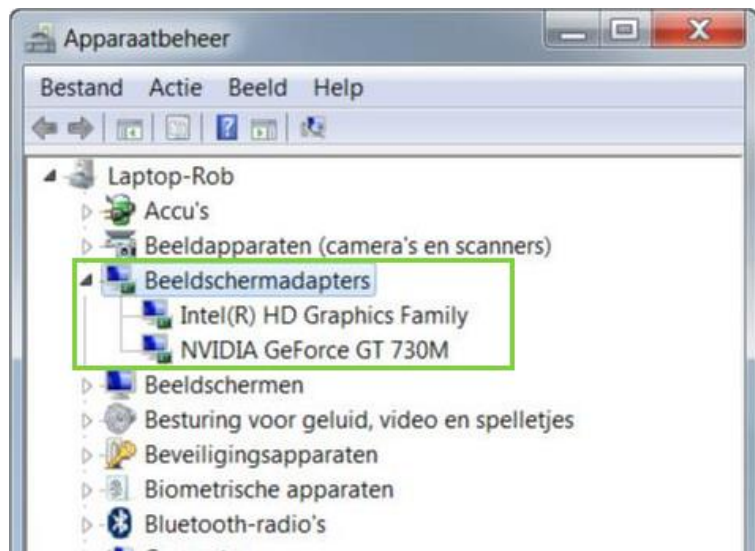 Apparaatbeheer
Bestand Actie Beeld Help
Laptop-Rob
Accu's
Beeldapparaten (camera's en scanners)
Beeldschermadapters
Intel(R) HD Graphics Family
NVIDIA GeForce GT 730M
Beeldschermen
Besturing voor geluid, video en spelletjes
Beveiligingsapparaten
Biometrische apparaten
Bluetooth-radio's